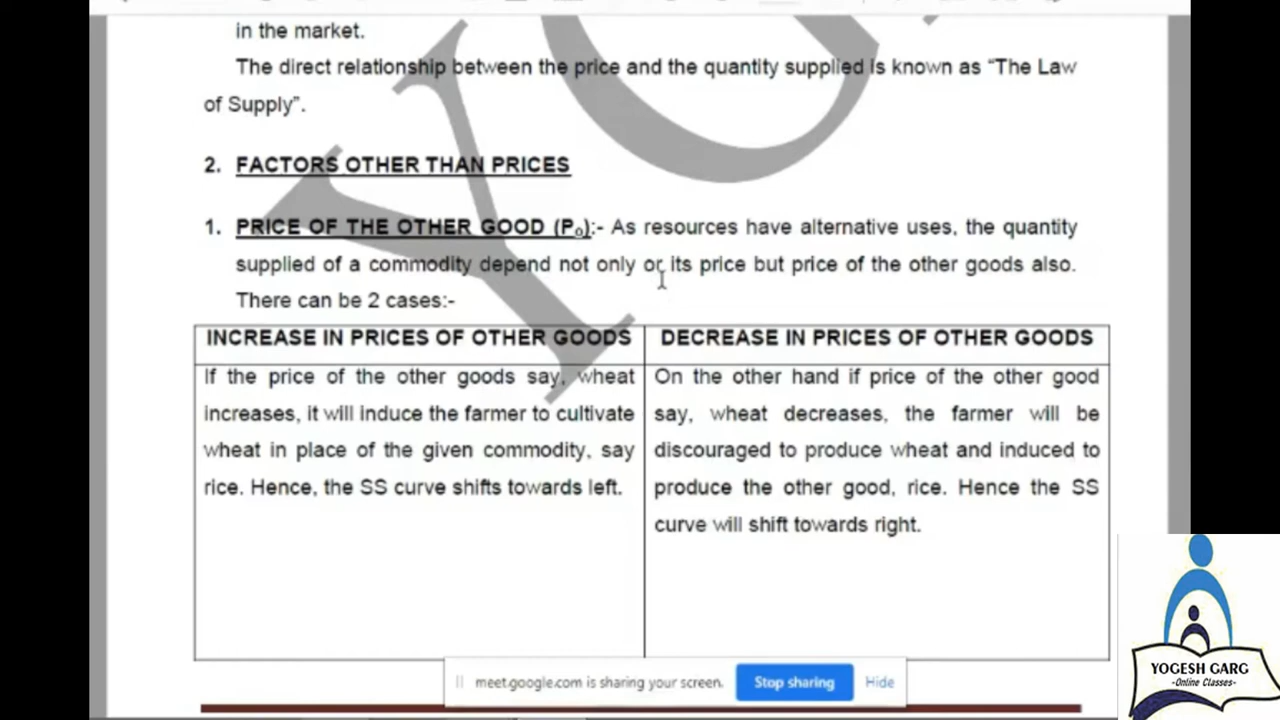 in the market.
The direct relationship between the price and the quantity supplied is known as “The Law
of Supply”.
2. FACTORS OTHER THAN PRICES
1. PRICE OF THE OTHER GOOD (Po):- As resources have alternative uses, the quantity
supplied of a commodity depend not only or its price but price of the other goods also.
There can be 2 cases:-
INCREASE IN PRICES OF OTHER GOODS
If the price of the other goods say, wheat
increases, it will induce the farmer to cultivate
wheat in place of the given commodity, say
rice. Hence, the SS curve shifts towards left.
DECREASE IN PRICES OF OTHER GOODS
On the other hand if price of the other good
say, wheat decreases, the farmer will be
discouraged to produce wheat and induced to
produce the other good, rice. Hence the SS
curve will shift towards right.
meet.google.com is sharing your screen.
Stop sharing
Hide
YOGESH GARG
-Online Classes-